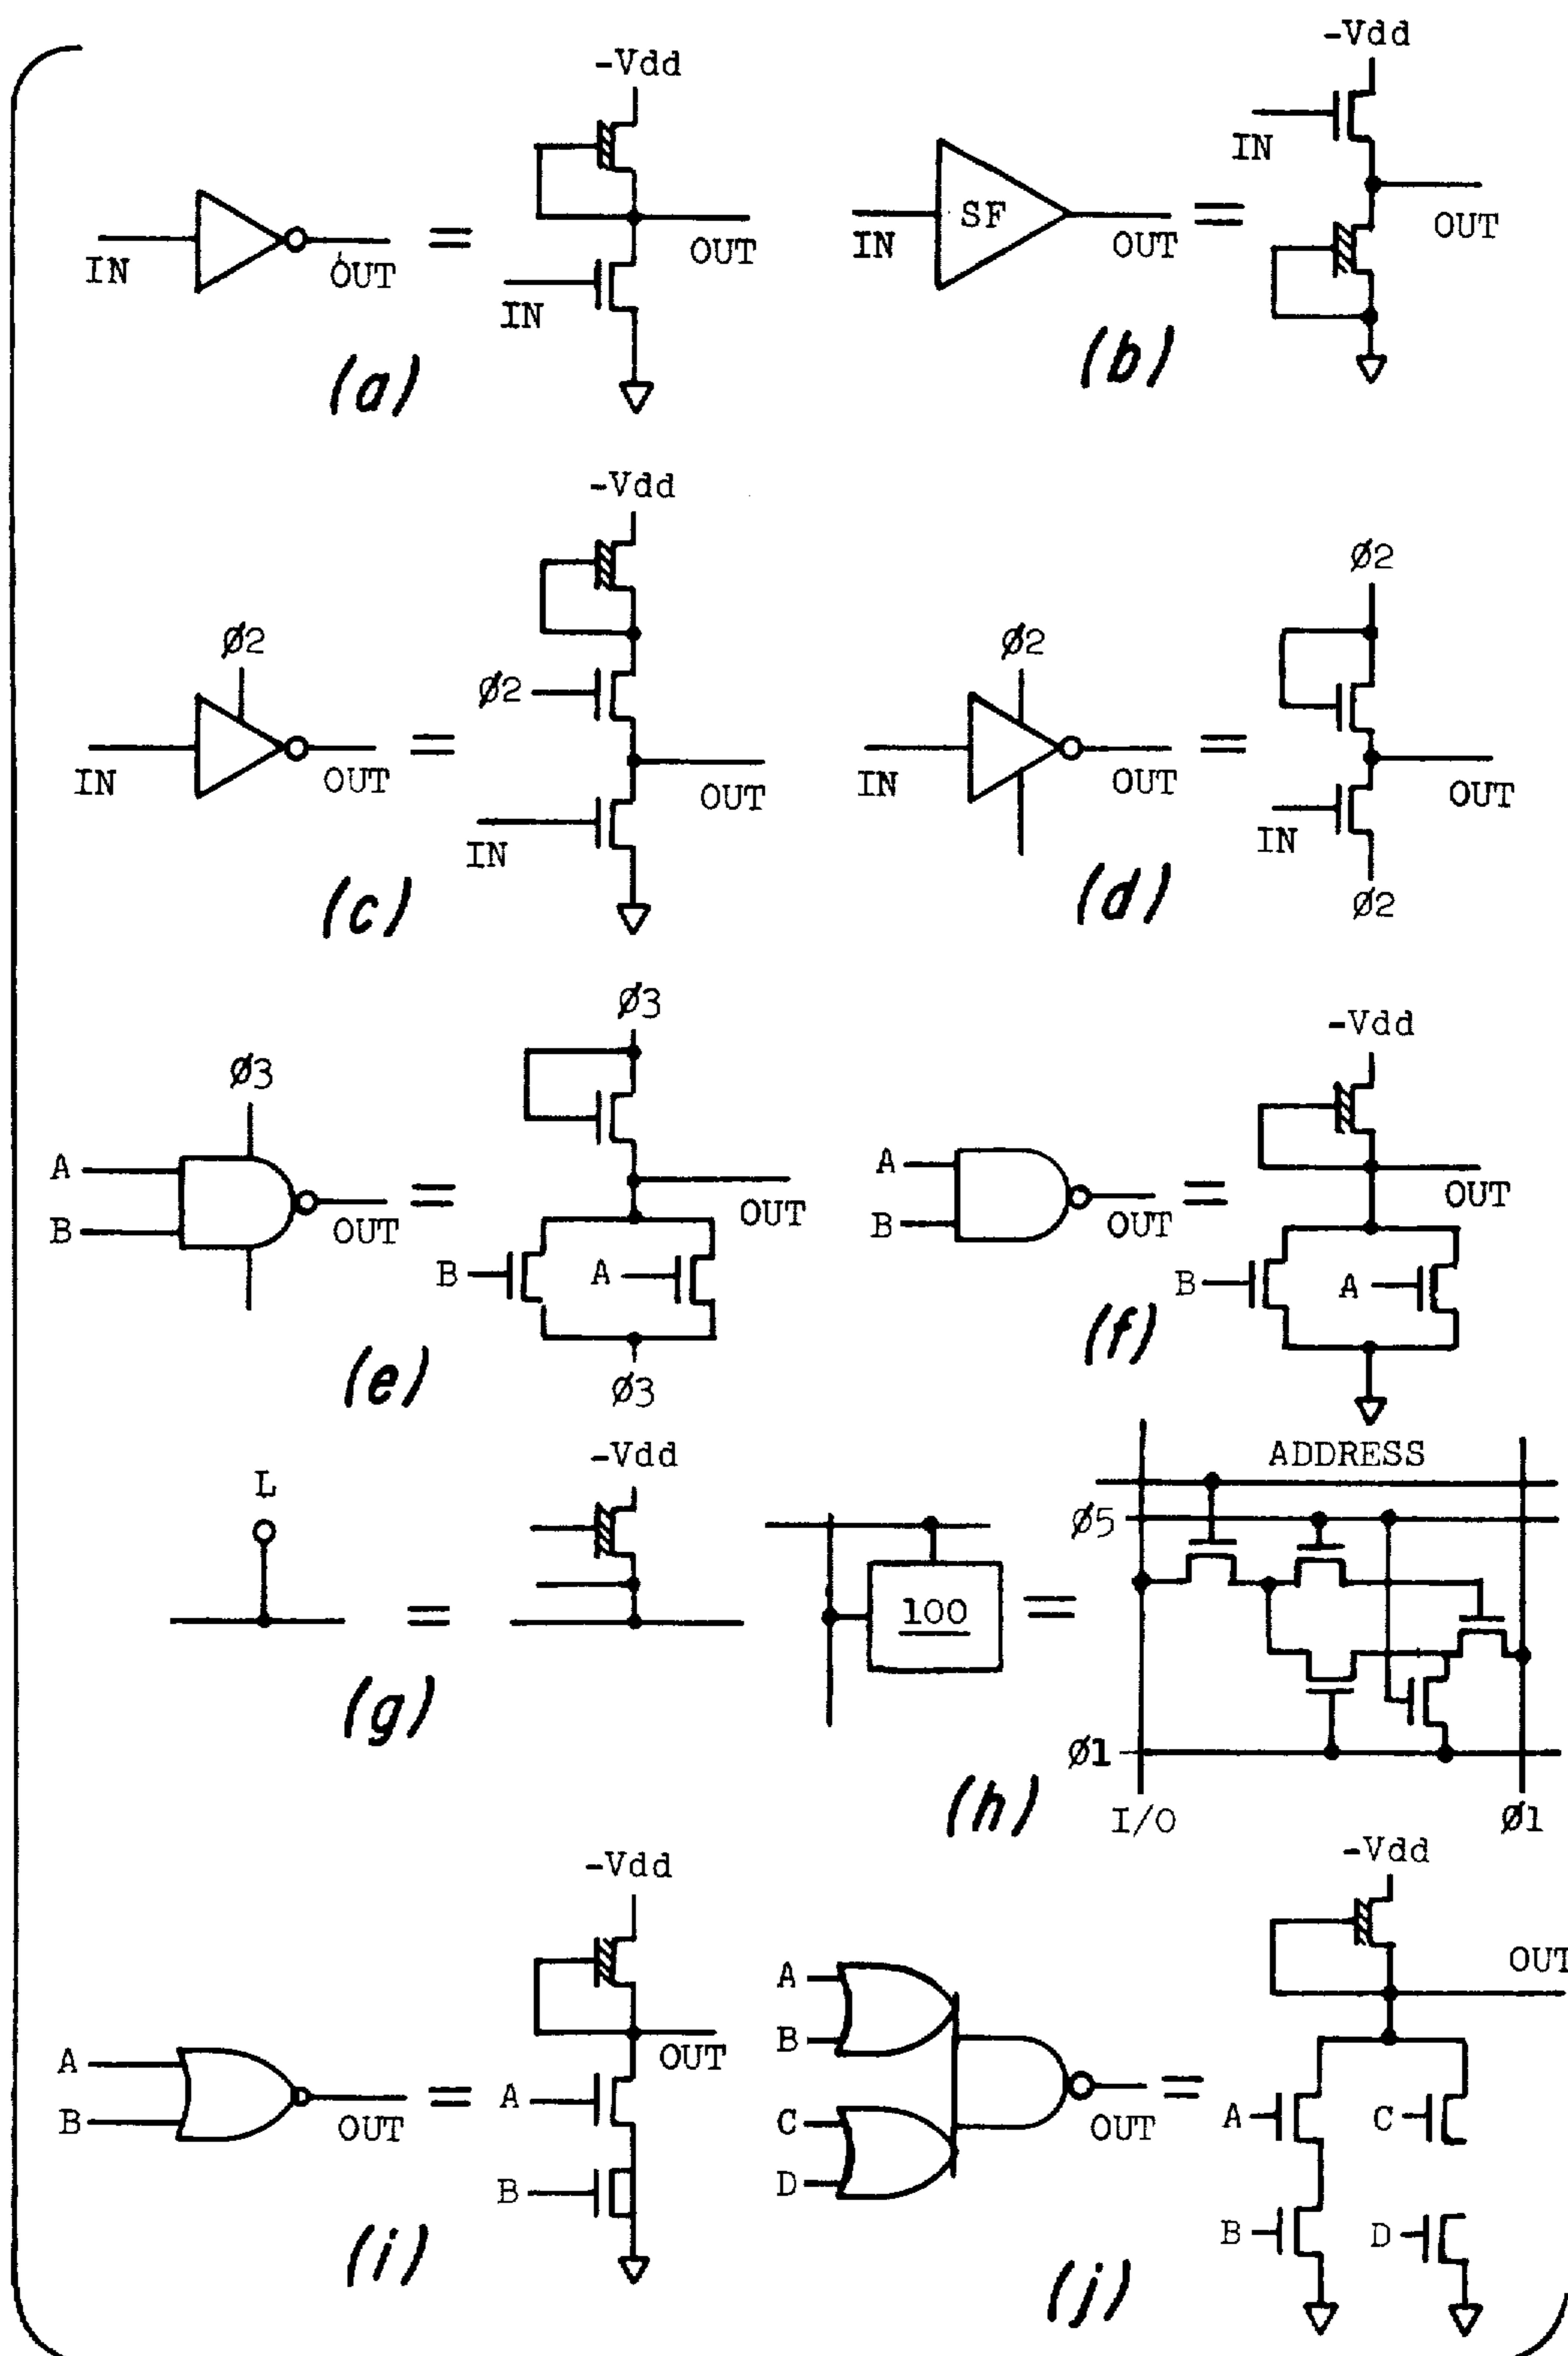 -Vdd
IN
OUT
=
IN
OUT
(a)
-Vdd
IN
SF
IN
OUT
=
OUT
(b)
-Vdd
Ø2
Ø2
IN
OUT
=
OUT
IN
(c)
Ø2
Ø2
IN
OUT
=
OUT
IN
Ø2
(d)
Ø3
Ø3
A
B
OUT
=
OUT
B
A
Ø3
(e)
-Vdd
A
B
OUT
=
OUT
B
A
(f)
L
=
-Vdd
(g)
100
=
ADDRESS
Ø5
Ø1
I/O
Ø1
(h)
-Vdd
A
B
OUT
=
OUT
A
B
(i)
-Vdd
A
B
C
D
OUT
=
OUT
A
C
B
D
(j)